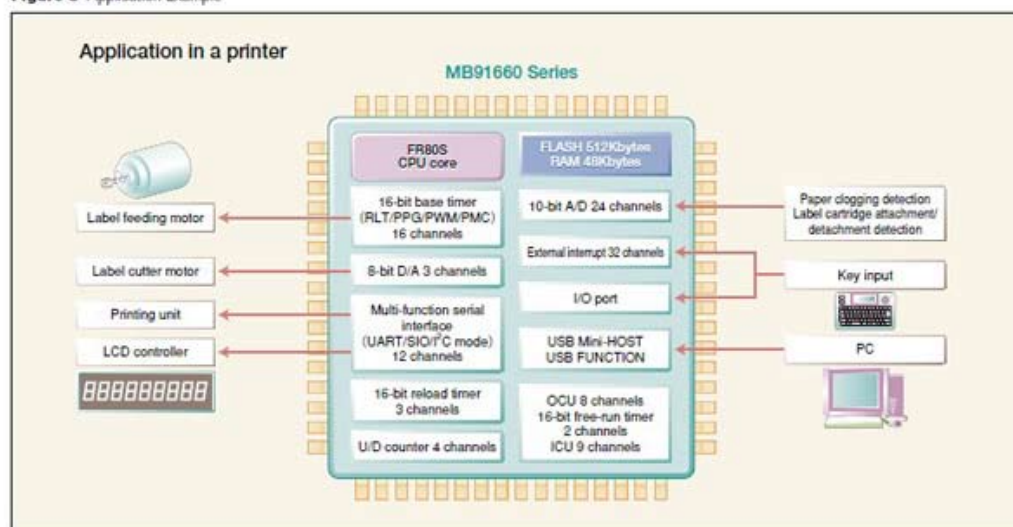 Application Example
Application in a printer
MB91660 Series
FR80S
CPU core
FLASH 512Kbytes
RAM 48Kbytes
16-bit base timer
(RLT/PPG/PWM/PMC)
16 channels
8-bit D/A 3 channels
Multi-function serial
interface
(UART/SIO/I²C mode)
12 channels
16-bit reload timer
3 channels
U/D counter 4 channels
10-bit A/D 24 channels
External interrupt 32 channels
I/O port
USB Mini-HOST
USB FUNCTION
OCU 8 channels
16-bit free-run timer
2 channels
ICU 9 channels
Label feeding motor
Label cutter motor
Printing unit
LCD controller
888888888
Paper clogging detection
Label cartridge attachment/
detachment detection
Key input
PC